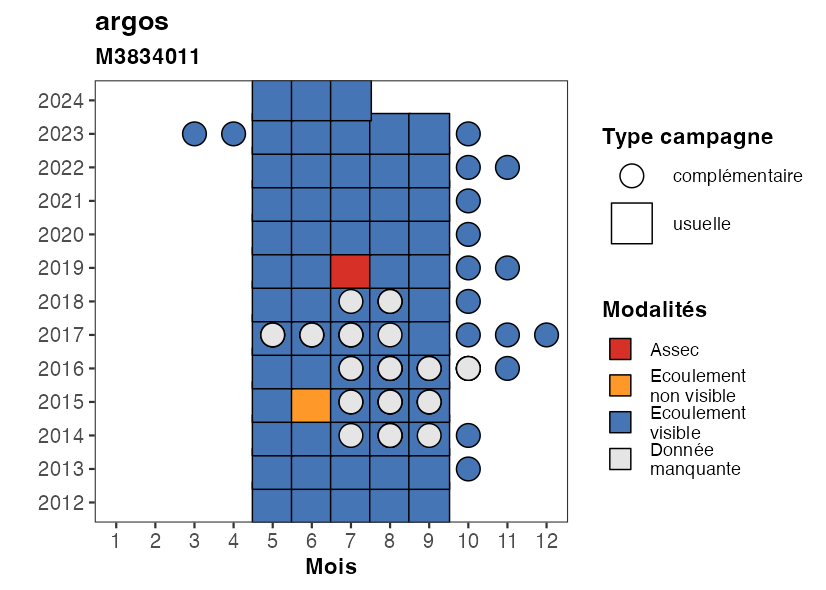 argos
M3834011
2024
2023
2022
2021
2020
2019
2018
2017
2016
2015
2014
2013
2012
1 2 3 4 5 6 7 8 9 10 11 12
Mois
Type campagne
complémentaire
usuelle
Modalités
Assec
Ecoulement
non visible
Ecoulement
visible
Donnée
manquante